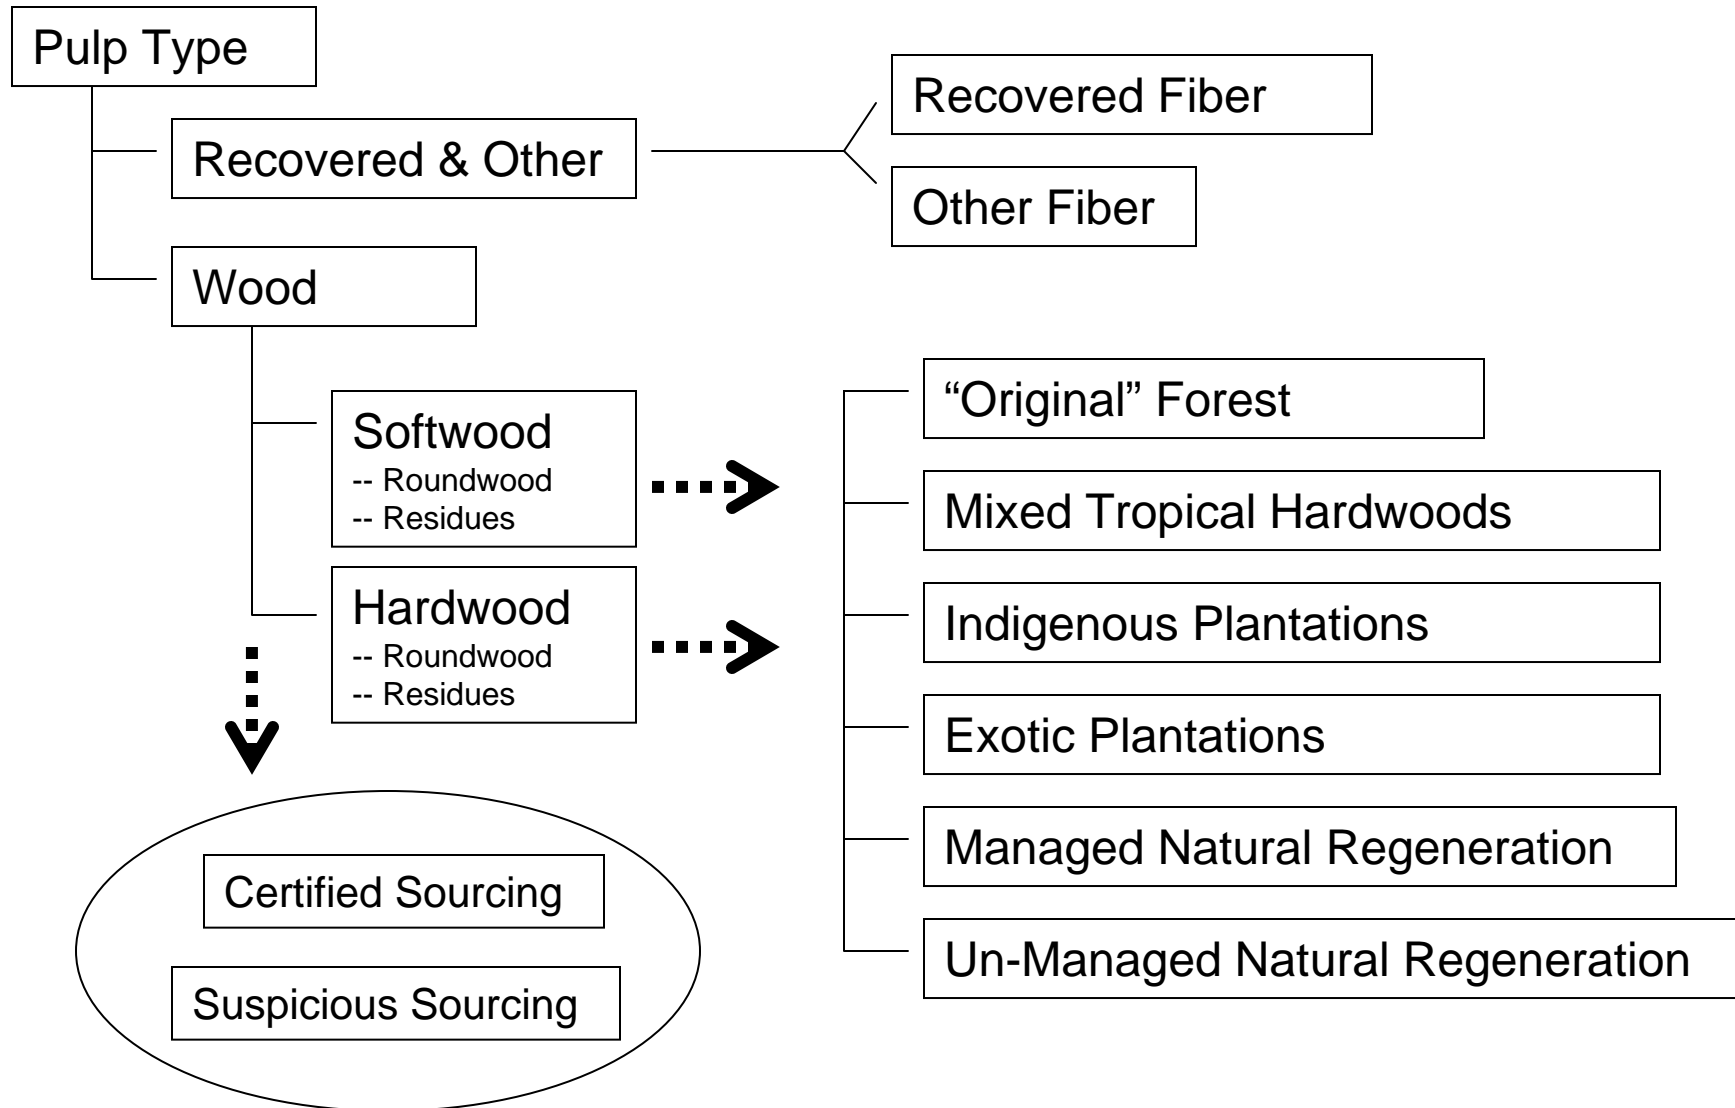 Pulp Type
Recovered & Other
Recovered Fiber
Other Fiber
Wood
Softwood
-- Roundwood
-- Residues
Hardwood
-- Roundwood
-- Residues
“Original” Forest
Mixed Tropical Hardwoods
Indigenous Plantations
Exotic Plantations
Managed Natural Regeneration
Un-Managed Natural Regeneration
Certified Sourcing
Suspicious Sourcing